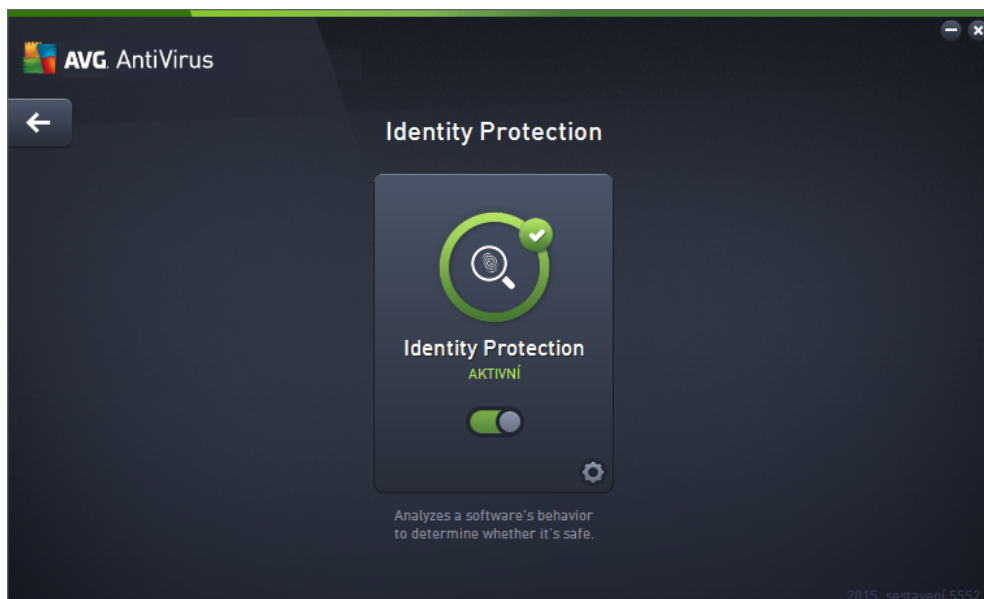 AVG. AntiVirus
Identity Protection
Identity Protection
AKTIVNÍ
Analyzes a software's behavior
to determine whether it's safe.
2015, sestavení 5552